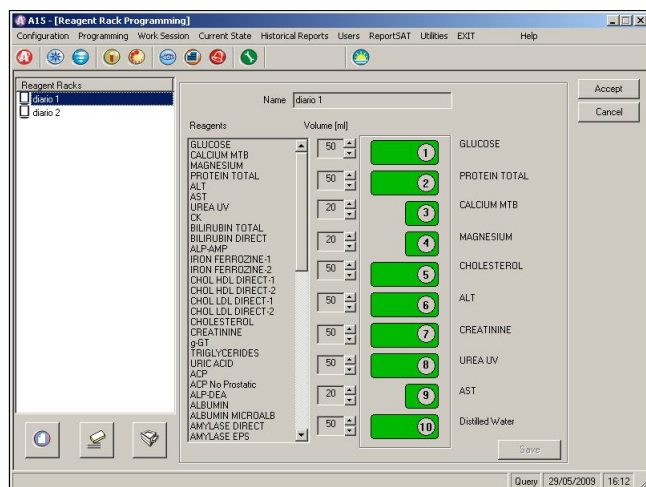 A15 - [Reagent Rack Programming]
Configuration Programming Work Session Current State Historical Reports Users ReportSAT Utilities EXIT Help
Reagent Racks
diario 1
diario 2
Name diario 1
Accept
Cancel
Reagents Volume [ml]
GLUCOSE
CALCIUM MTB
MAGNESIUM
PROTEIN TOTAL
ALT
AST
UREA UV
CK
BILIRUBIN TOTAL
BILIRUBIN DIRECT
ALP-AMP
IRON FERROZINE-1
IRON FERROZINE-2
CHOL HDL DIRECT-1
CHOL HDL DIRECT-2
CHOL LDL DIRECT-1
CHOL LDL DIRECT-2
CHOLESTEROL
CREATININE
g-GT
TRIGLYCERIDES
URIC ACID
ACP
ACP No Prostatic
ALP-DEA
ALBUMIN
ALBUMIN MICROALB
AMYLASE DIRECT
AMYLASE EPS
50 1 GLUCOSE
50 2 PROTEIN TOTAL
20 3 CALCIUM MTB
20 4 MAGNESIUM
50 5 CHOLESTEROL
50 6 ALT
50 7 CREATININE
50 8 UREA UV
20 9 AST
50 10 Distilled Water
Save
Query 29/05/2009 16:12